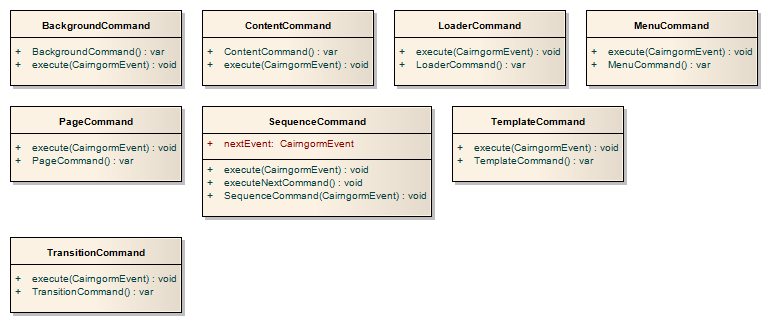 BackgroundCommand
+ BackgroundCommand() : var
+ execute(CairngormEvent) : void
ContentCommand
+ ContentCommand() : var
+ execute(CairngormEvent) : void
LoaderCommand
+ execute(CairngormEvent) : void
+ LoaderCommand() : var
MenuCommand
+ execute(CairngormEvent) : void
+ MenuCommand() : var
PageCommand
+ execute(CairngormEvent) : void
+ PageCommand() : var
SequenceCommand
+ nextEvent: CairngormEvent
+ execute(CairngormEvent) : void
+ executeNextCommand() : void
+ SequenceCommand(CairngormEvent) : void
TemplateCommand
+ execute(CairngormEvent) : void
+ TemplateCommand() : var
TransitionCommand
+ execute(CairngormEvent) : void
+ TransitionCommand() : var